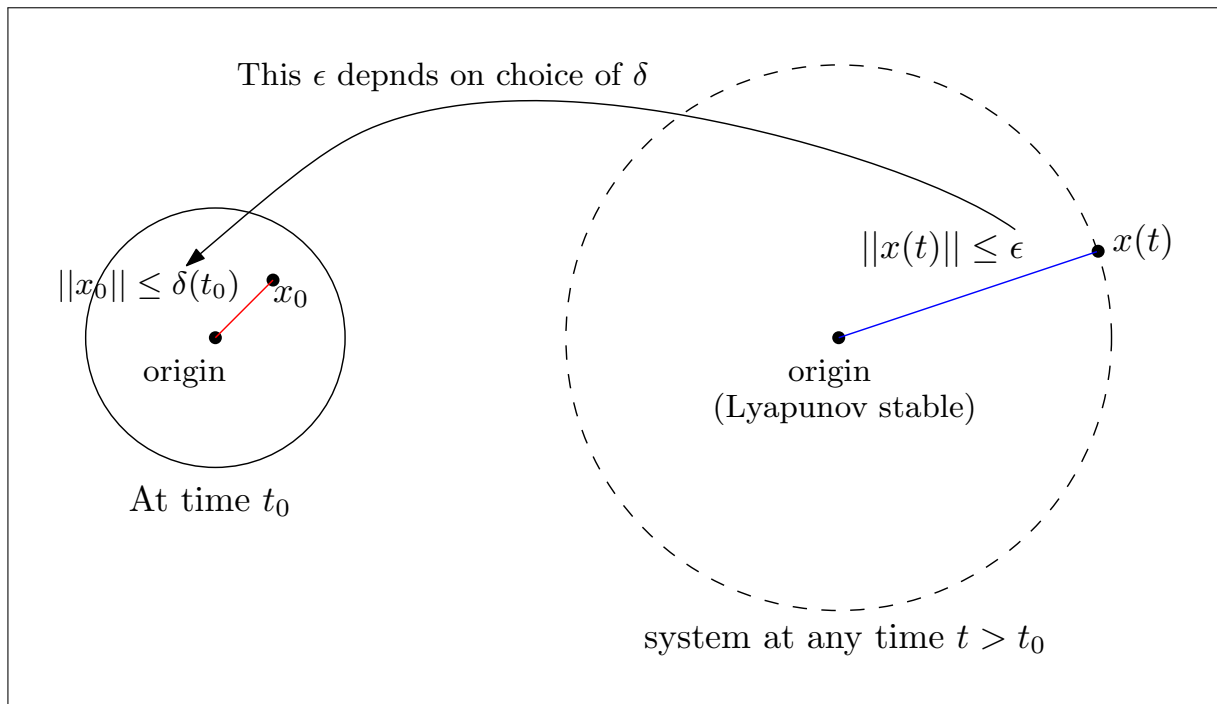 This ϵ depnds on choice of δ
||x(t)|| ≤ ϵ
x(t)
||x₀|| ≤ δ(t₀)
x₀
origin
origin
(Lyapunov stable)
At time t₀
system at any time t > t₀